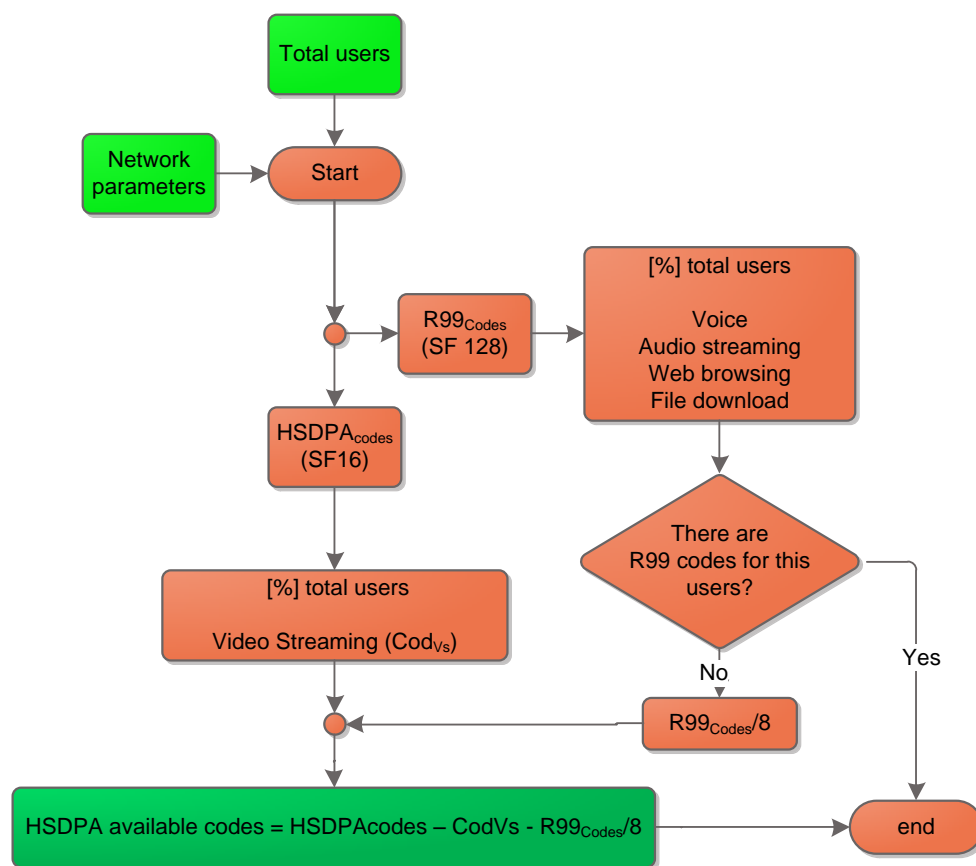 Total users
Network
parameters
Start
[%] total users
Voice
Audio streaming
Web browsing
File download
R99Codes
(SF 128)
HSDPAcodes
(SF16)
There are
R99 codes for this
users?
[%] total users
Video Streaming (CodVs)
Yes
No
R99Codes/8
HSDPA available codes = HSDPAcodes – CodVs - R99Codes/8
end